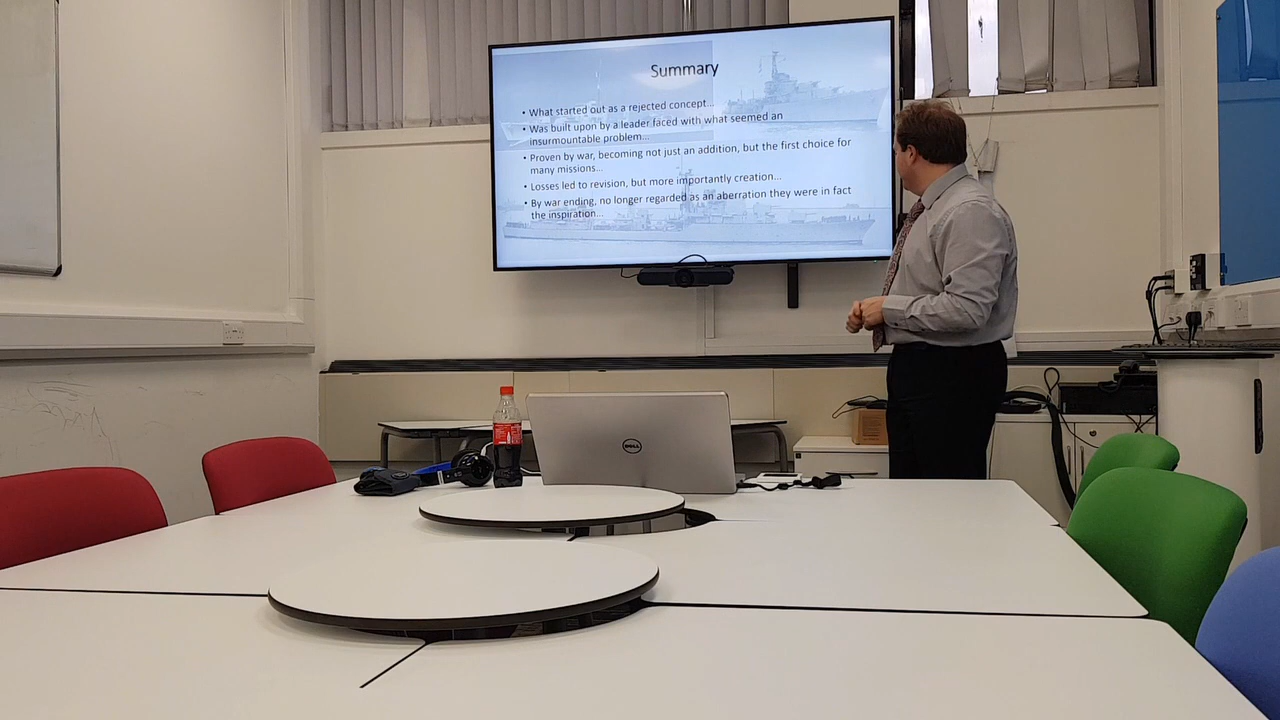 Summary
• What started out as a rejected concept...
• Was built upon by a leader faced with what seemed an
insurmountable problem...
• Proven by war, becoming not just an addition, but the first choice for
many missions...
• Losses led to revision, but more importantly creation...
• By war ending, no longer regarded as an aberration they were in fact
the inspiration...
DELL